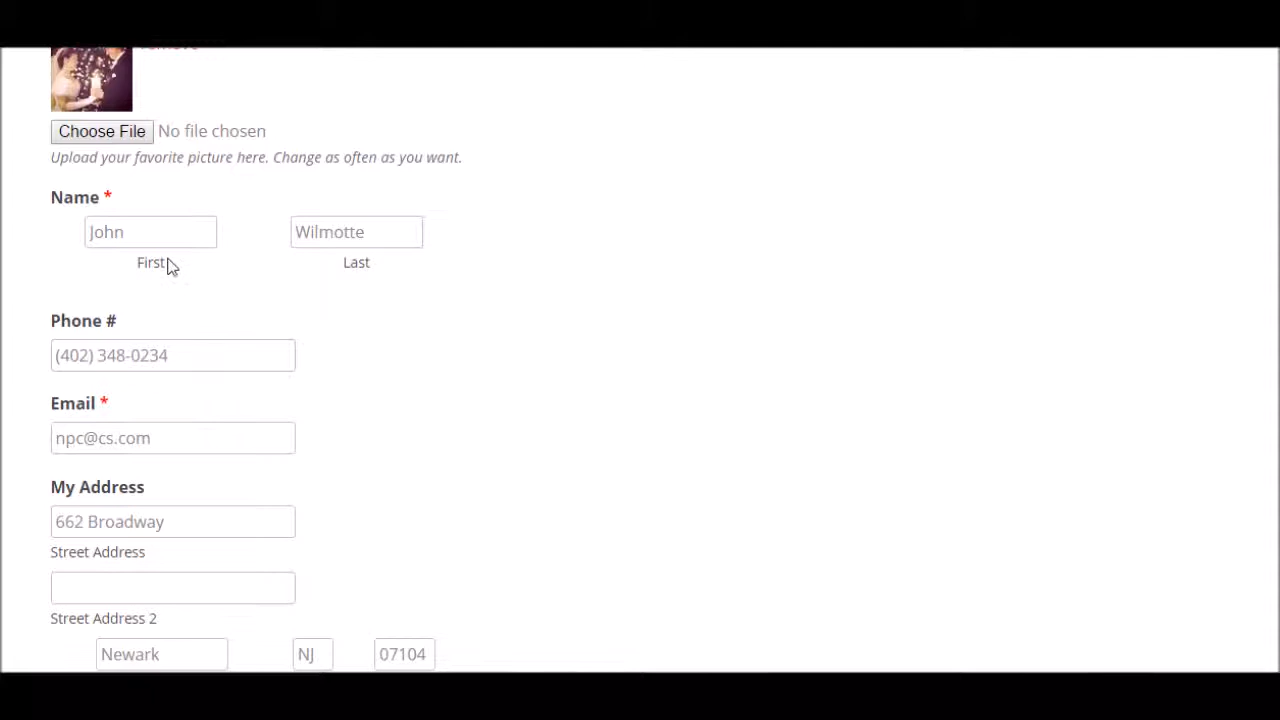 Choose File No file chosen
Upload your favorite picture here. Change as often as you want.
Name *
John Wilmotte
First Last
Phone #
(402) 348-0234
Email *
npc@cs.com
My Address
662 Broadway
Street Address
Street Address 2
Newark NJ 07104